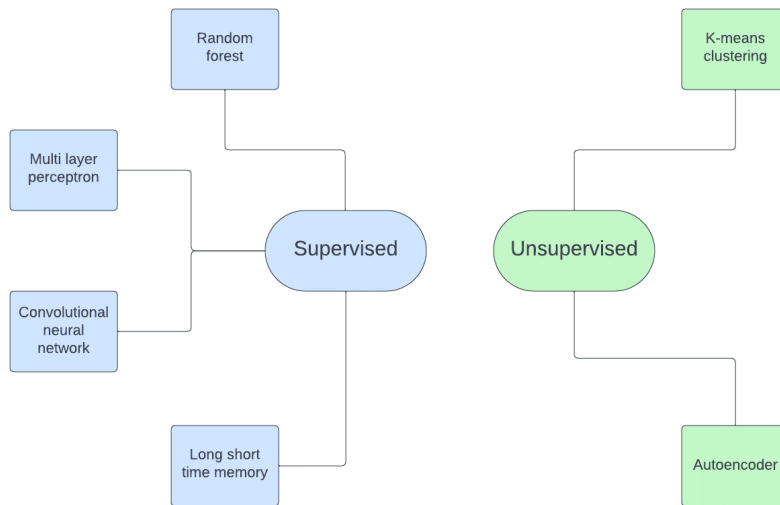 Random
forest
K-means
clustering
Multi layer
perceptron
Supervised
Unsupervised
Convolutional
neural
network
Long short
time memory
Autoencoder